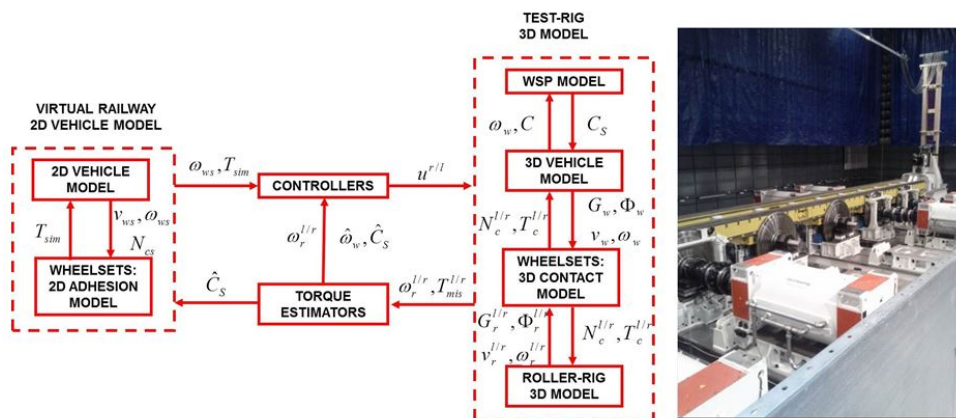 TEST-RIG
3D MODEL
VIRTUAL RAILWAY
2D VEHICLE MODEL
WSP MODEL
ω_w, C
C_S
2D VEHICLE
MODEL
ω_ws, T_sim
CONTROLLERS
u^{r/l}
3D VEHICLE
MODEL
T_sim
v_ws, ω_ws
N_cs
ω_r^{l/r}
ω̂_w, Ĉ_S
N_c^{l/r}, T_c^{l/r}
G_w, Φ_w
v_w, ω_w
WHEELSETS:
2D ADHESION
MODEL
Ĉ_S
TORQUE
ESTIMATORS
ω_r^{l/r}, T_mis^{l/r}
WHEELSETS:
3D CONTACT
MODEL
G_r^{l/r}, Φ_r^{l/r}
v_r^{l/r}, ω_r^{l/r}
N_c^{l/r}, T_c^{l/r}
ROLLER-RIG
3D MODEL